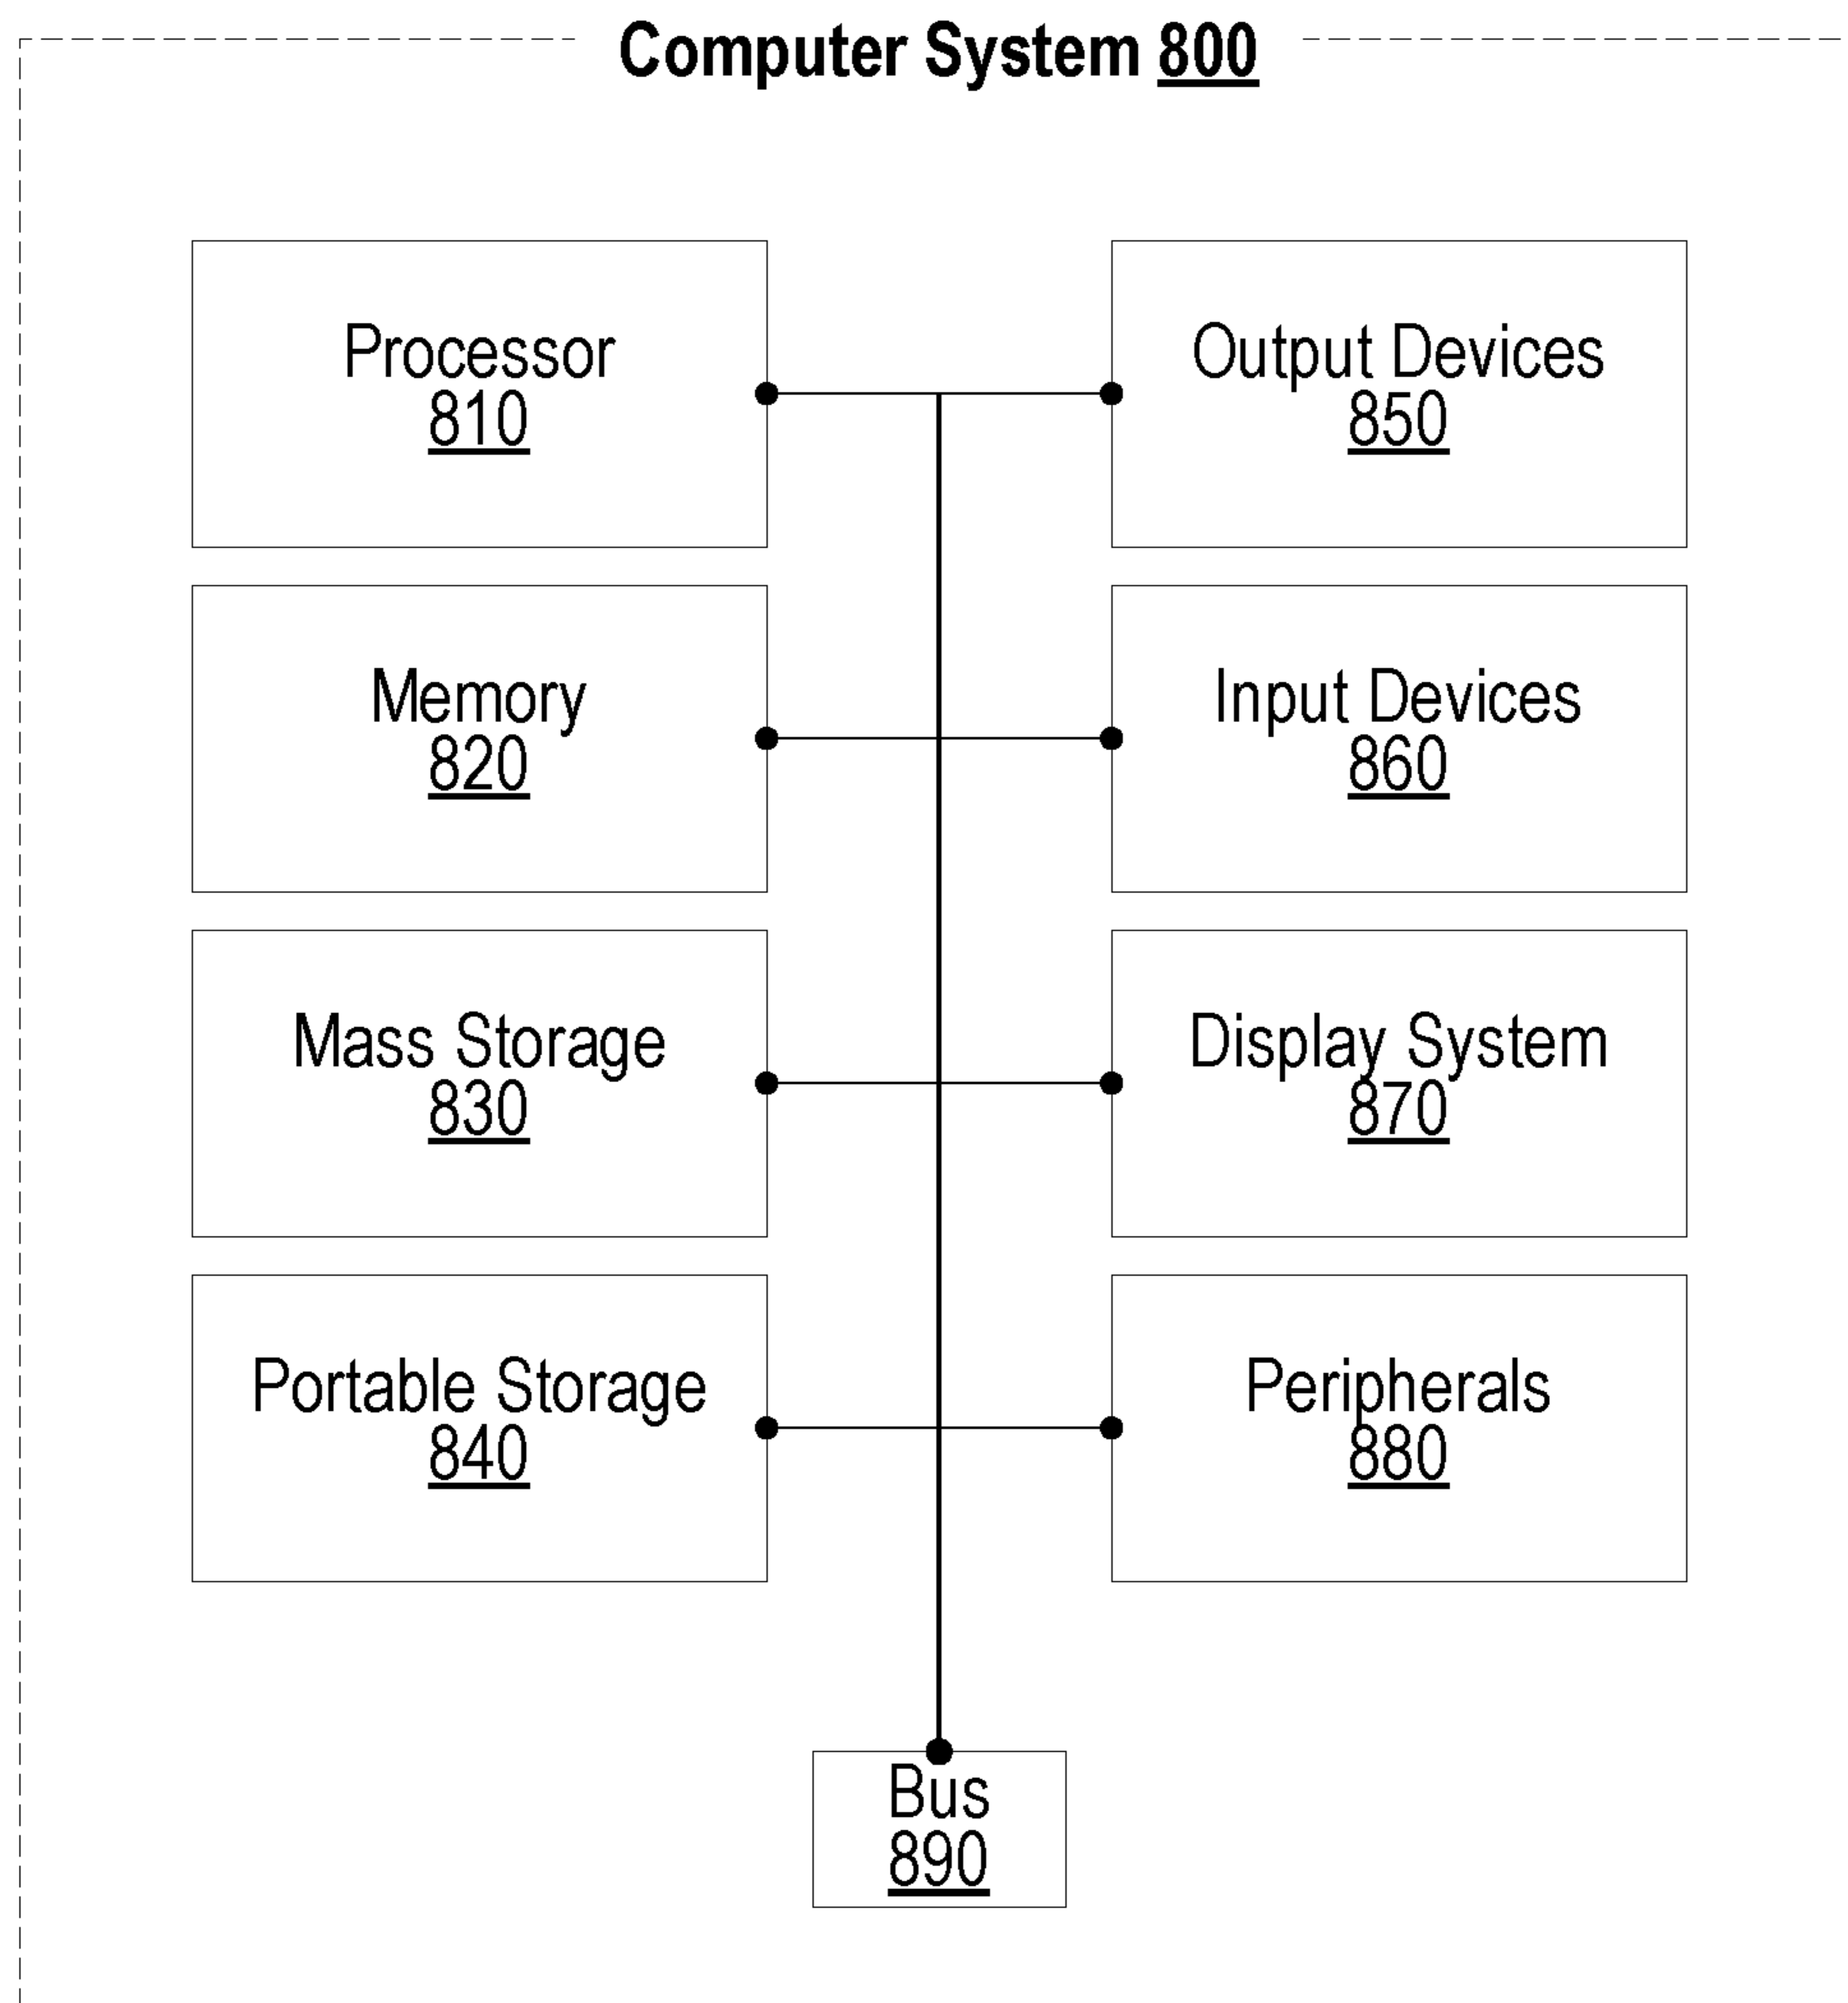 Computer System 800
Processor
810
Output Devices
850
Memory
820
Input Devices
860
Mass Storage
830
Display System
870
Portable Storage
840
Peripherals
880
Bus
890